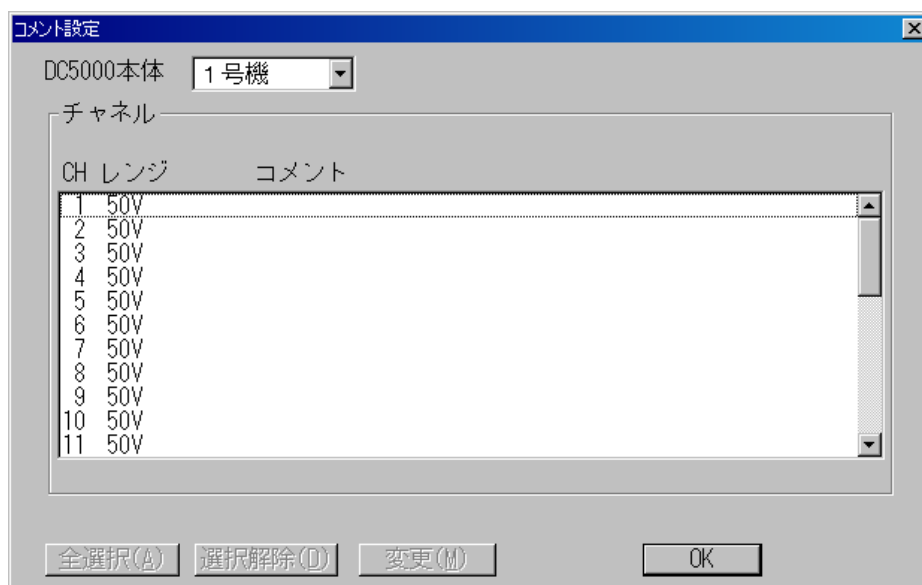 コメント設定
DC5000本体 1号機
チャネル
CH レンジ コメント
1 50V
2 50V
3 50V
4 50V
5 50V
6 50V
7 50V
8 50V
9 50V
10 50V
11 50V
全選択(A) 選択解除(D) 変更(M) OK